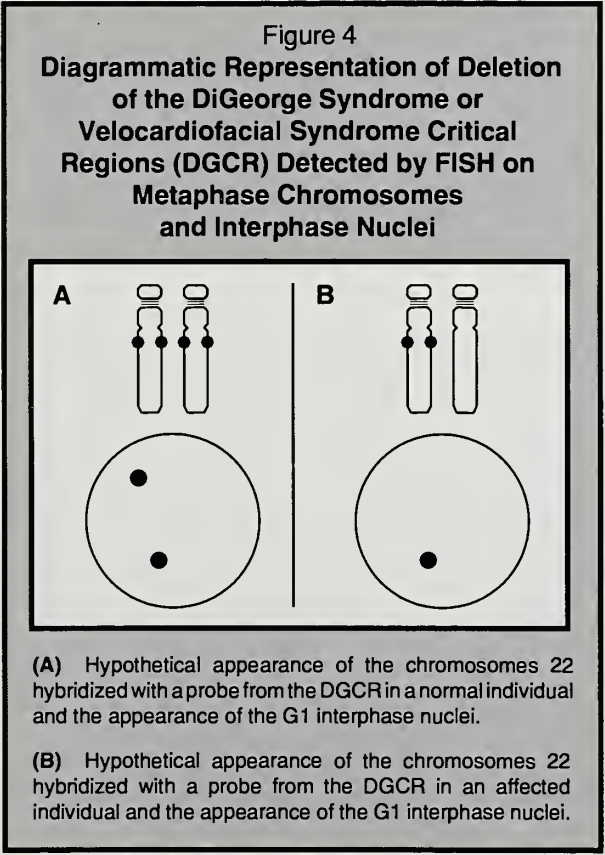 Figure 4
Diagrammatic Representation of Deletion
of the DiGeorge Syndrome or
Velocardiofacial Syndrome Critical
Regions (DGCR) Detected by FISH on
Metaphase Chromosomes
and Interphase Nuclei
A
B
(A) Hypothetical appearance of the chromosomes 22
hybridized with a probe from the DGCR in a normal individual
and the appearance of the G1 interphase nuclei.
(B) Hypothetical appearance of the chromosomes 22
hybridized with a probe from the DGCR in an affected
individual and the appearance of the G1 interphase nuclei.